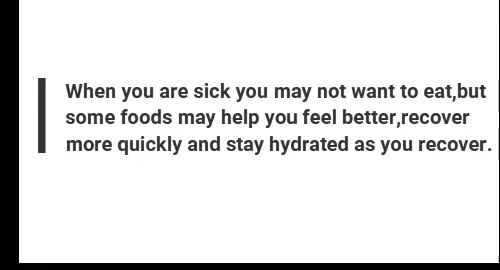 When you are sick you may not want to eat,but
some foods may help you feel better,recover
more quickly and stay hydrated as you recover.